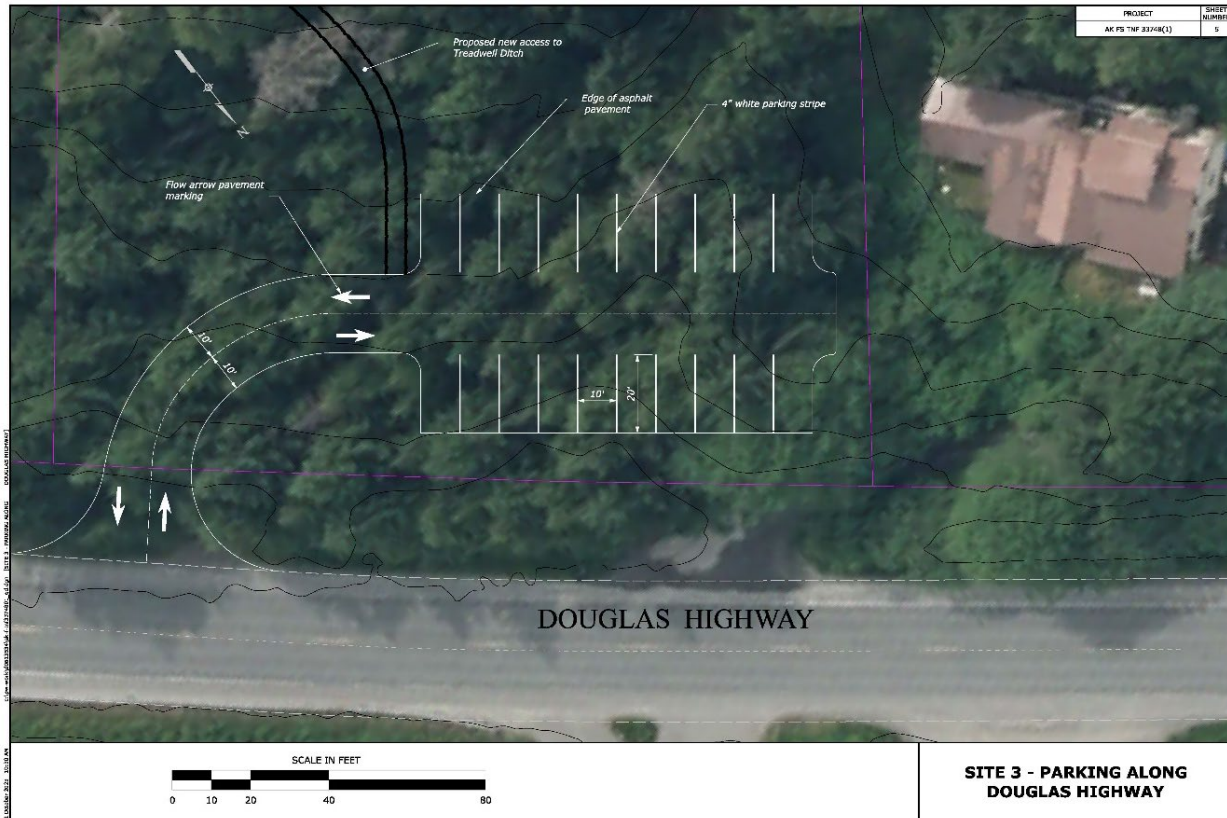 PROJECT
SHEET
NUMBER
AK FS TNF 33748(1)
5
Proposed new access to
Treadwell Ditch
Edge of asphalt
pavement
4" white parking stripe
N
Flow arrow pavement
marking
10'
10'
10'
20'
DOUGLAS HIGHWAY
SCALE IN FEET
0 10 20 40 80
SITE 3 - PARKING ALONG
DOUGLAS HIGHWAY